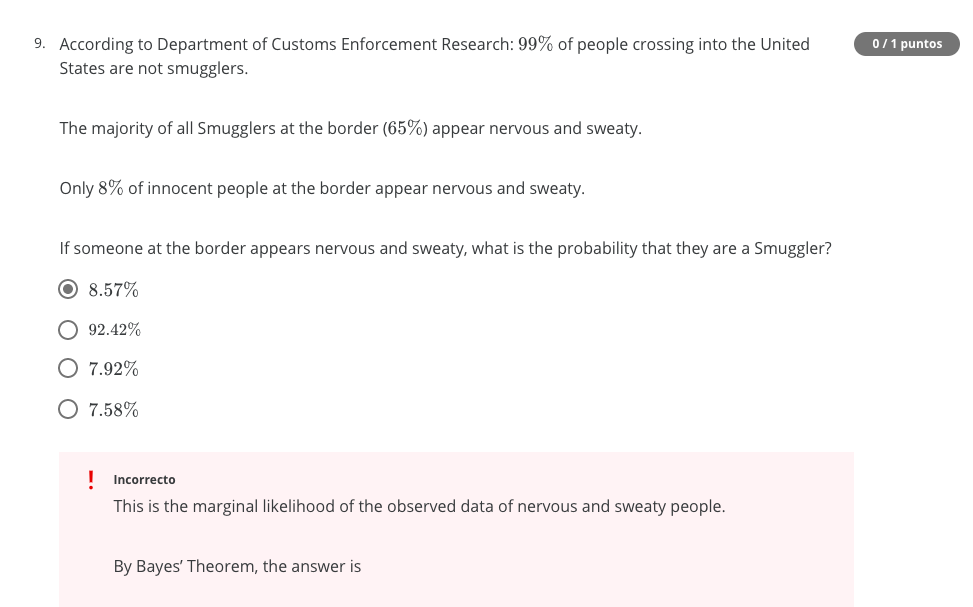 9. According to Department of Customs Enforcement Research: 99% of people crossing into the United
0 / 1 puntos
States are not smugglers.
The majority of all Smugglers at the border (65%) appear nervous and sweaty.
Only 8% of innocent people at the border appear nervous and sweaty.
If someone at the border appears nervous and sweaty, what is the probability that they are a Smuggler?
8.57%
92.42%
7.92%
7.58%
! Incorrecto
This is the marginal likelihood of the observed data of nervous and sweaty people.
By Bayes’ Theorem, the answer is